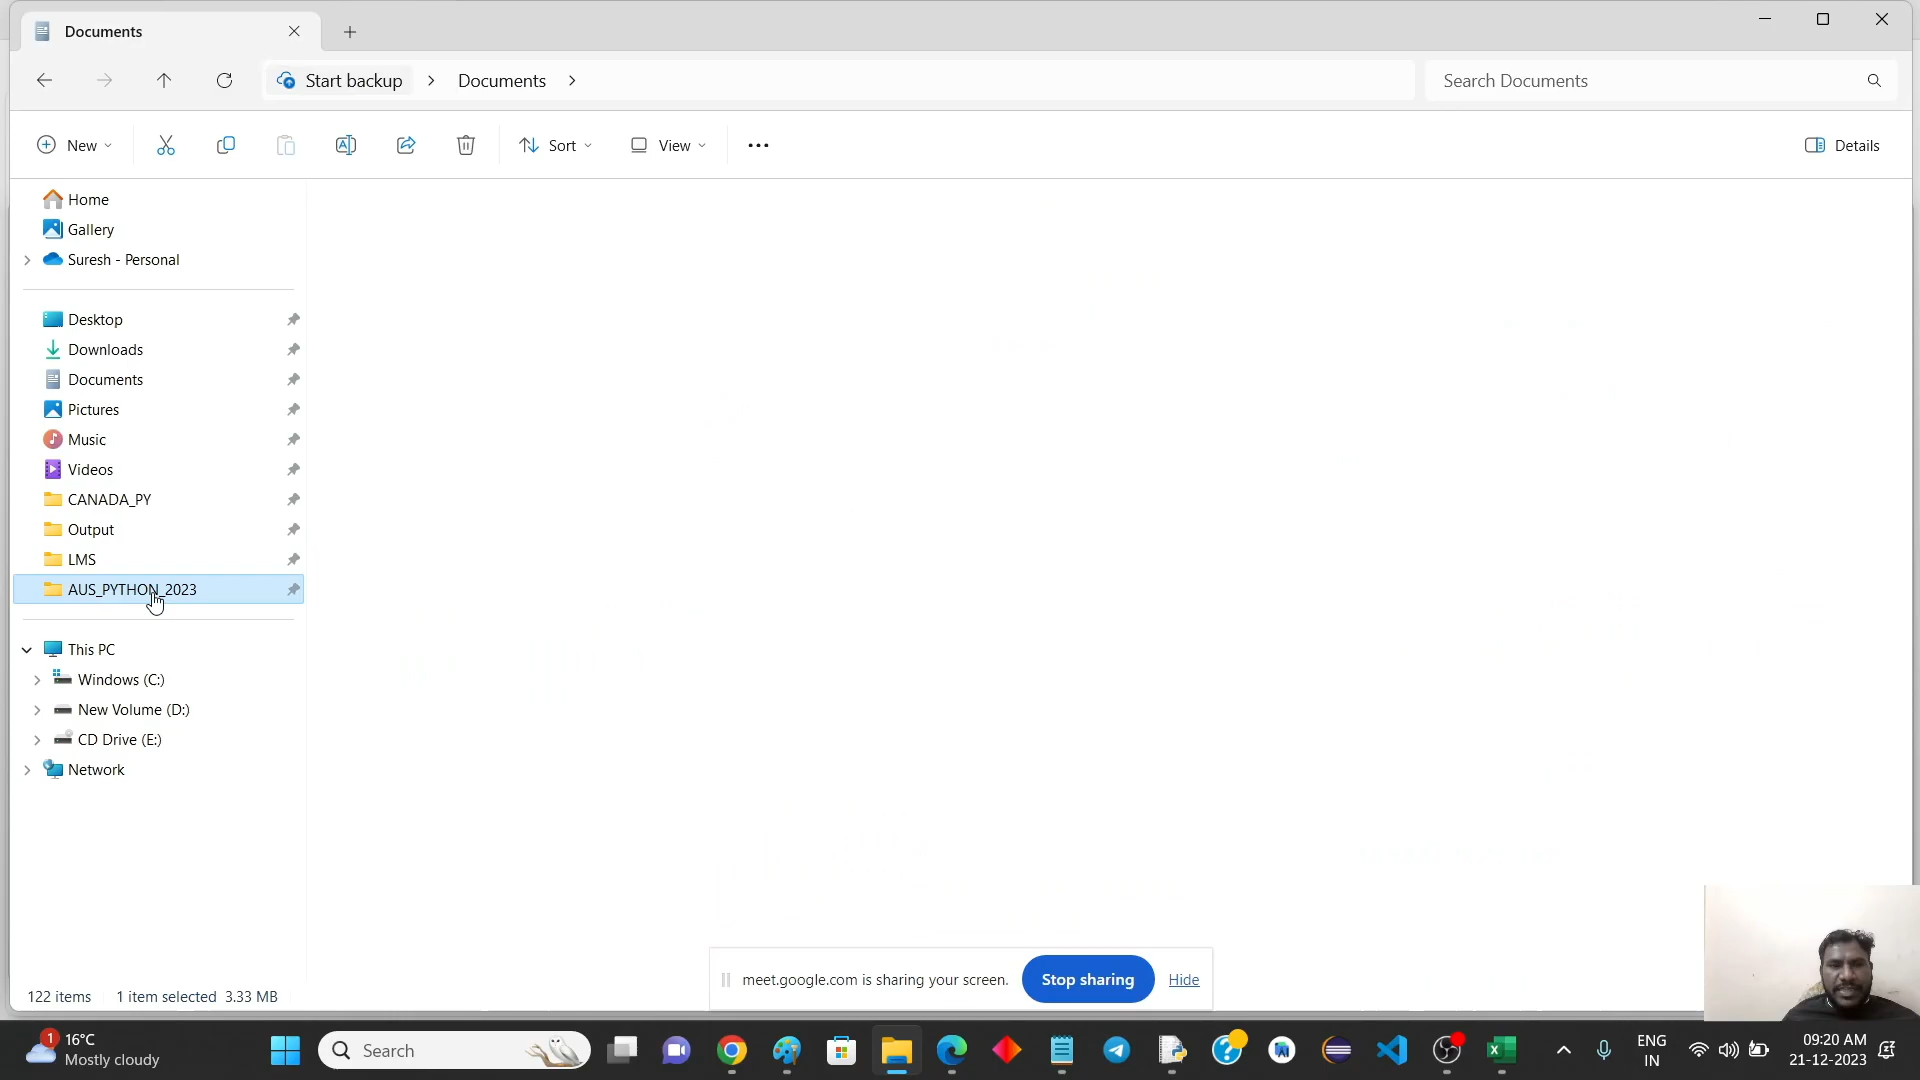 Documents
Start backup
Documents
Search Documents
New
Sort
View
Details
Home
Gallery
Suresh - Personal
Desktop
Downloads
Documents
Pictures
Music
Videos
CANADA_PY
Output
LMS
AUS_PYTHON_2023
This PC
Windows (C:)
New Volume (D:)
CD Drive (E:)
Network
meet.google.com is sharing your screen.
Stop sharing
Hide
122 items
1 item selected 3.33 MB
1
16°C
Mostly cloudy
Search
ENG
IN
09:20 AM
21-12-2023